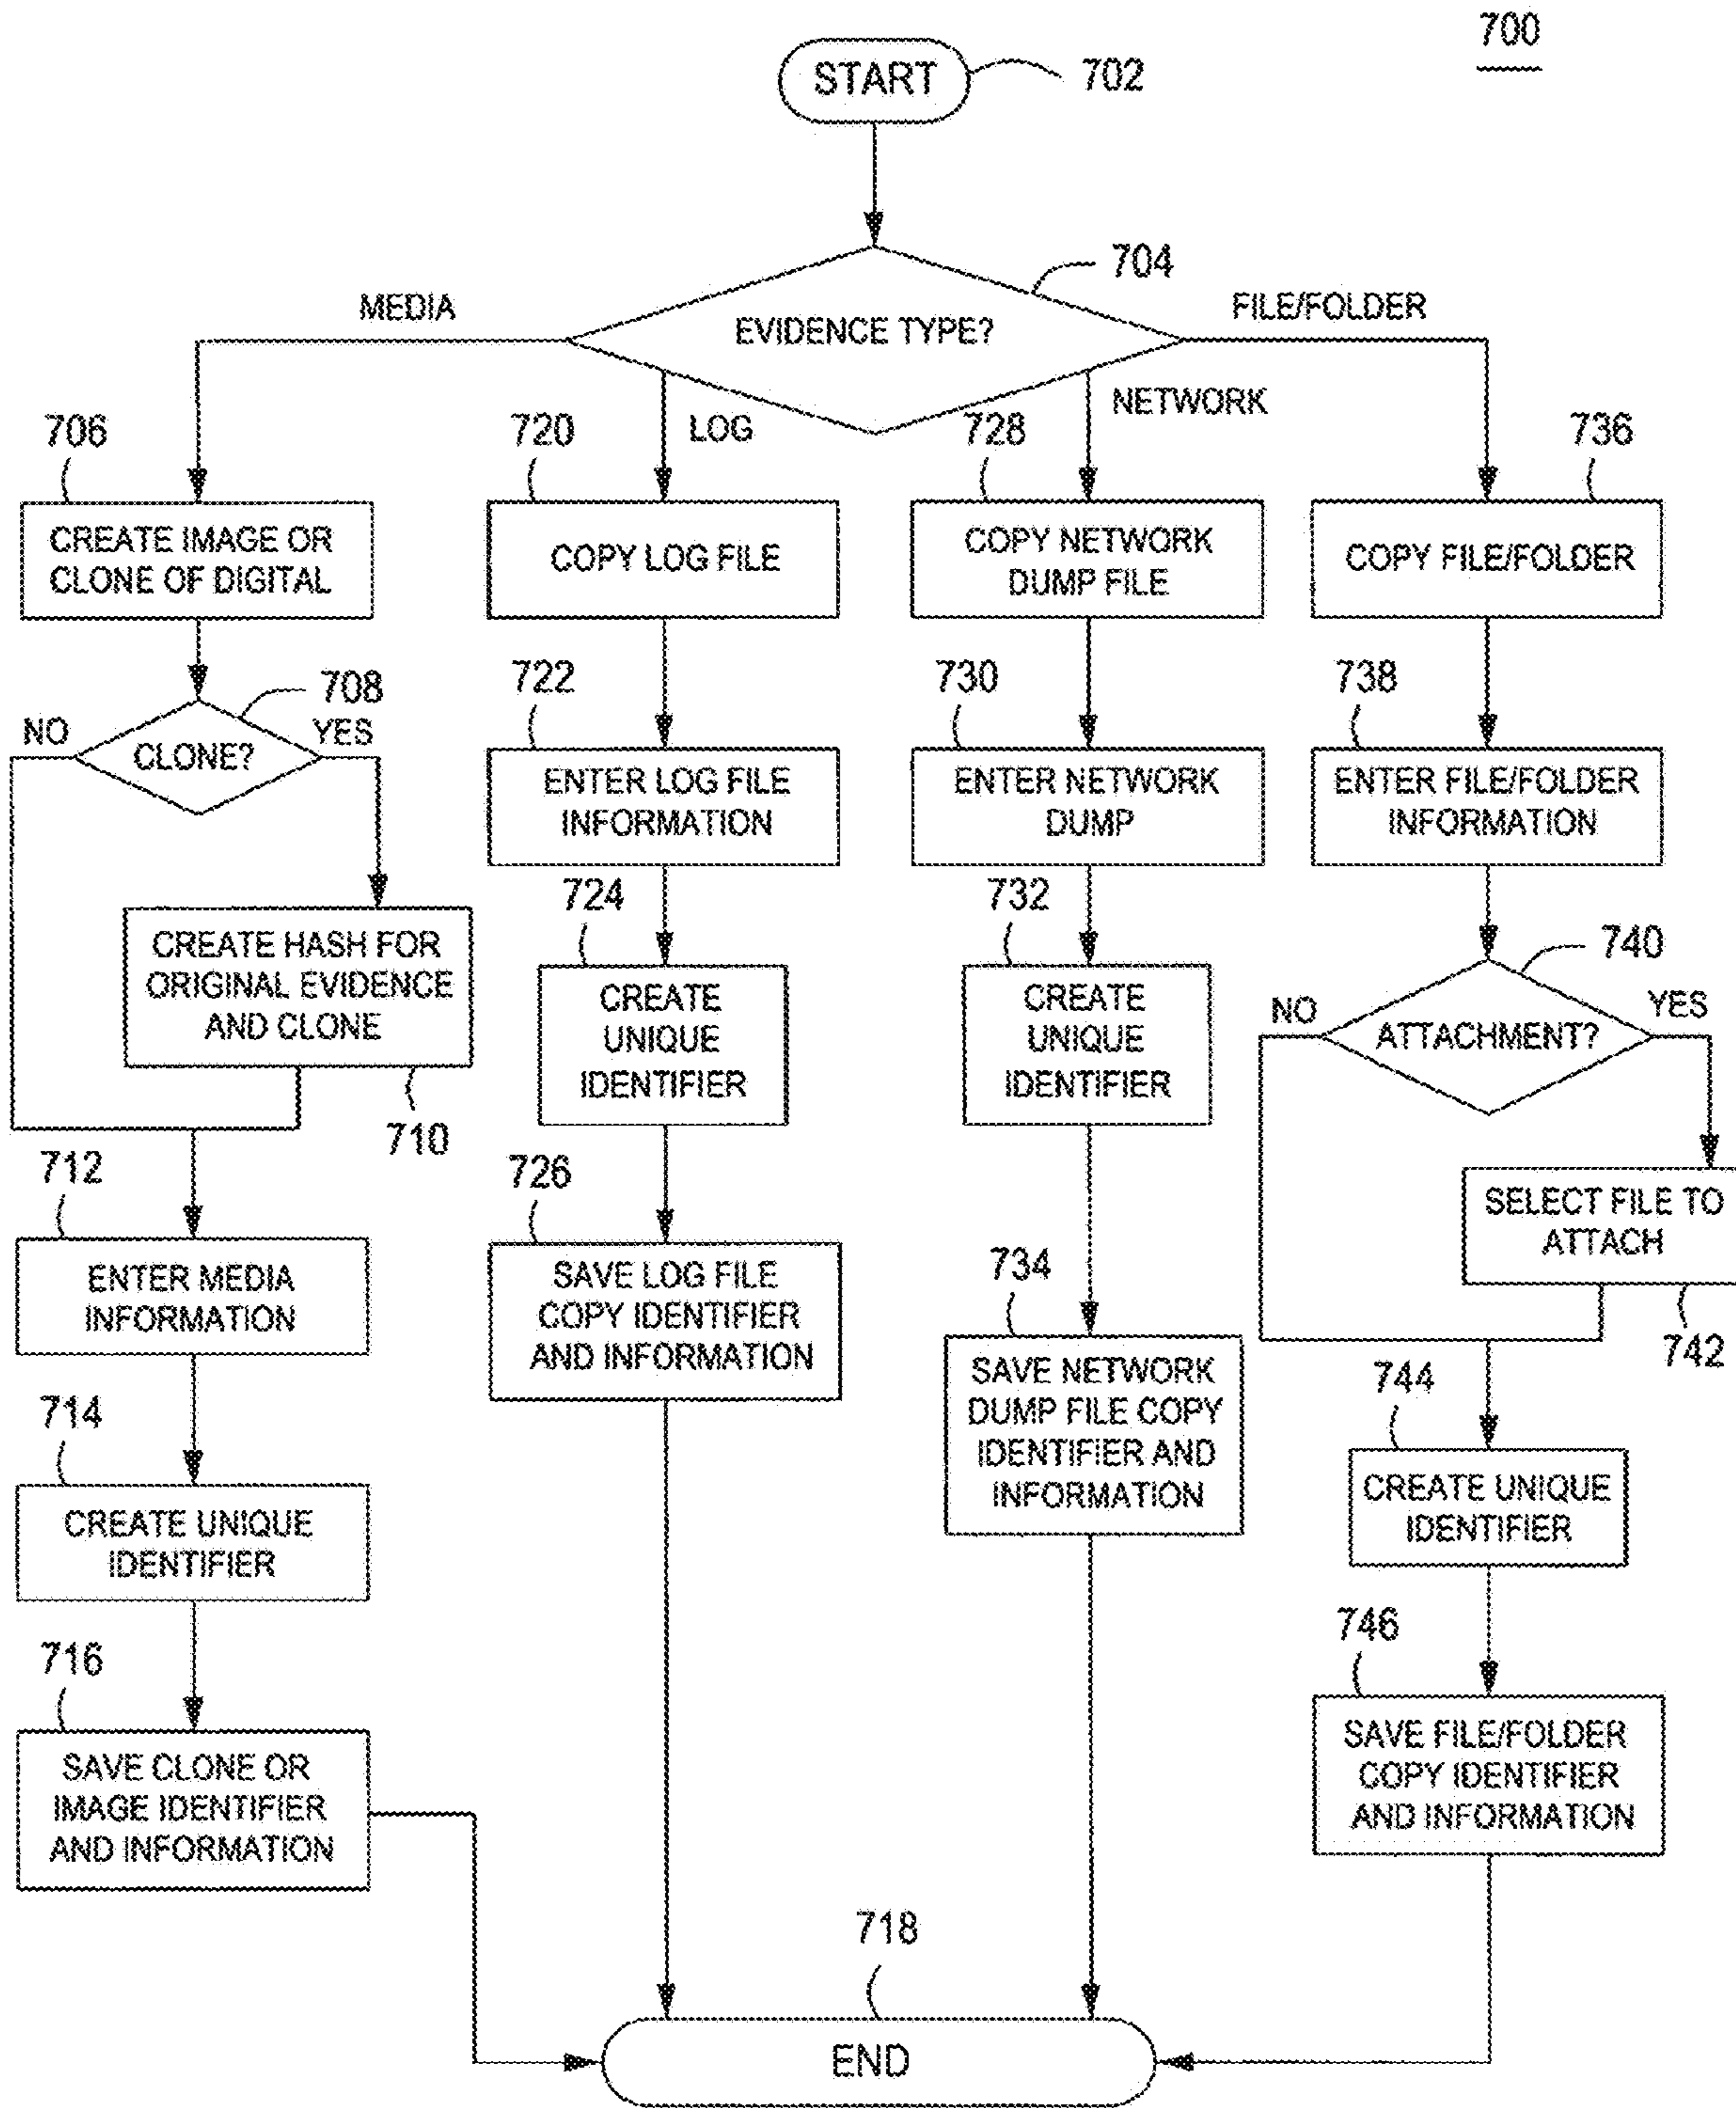 700
START
702
704
MEDIA
EVIDENCE TYPE?
FILE/FOLDER
LOG
NETWORK
706
CREATE IMAGE OR
CLONE OF DIGITAL
708
NO
YES
CLONE?
CREATE HASH FOR
ORIGINAL EVIDENCE
AND CLONE
710
712
ENTER MEDIA
INFORMATION
714
CREATE UNIQUE
IDENTIFIER
716
SAVE CLONE OR
IMAGE IDENTIFIER
AND INFORMATION
720
COPY LOG FILE
722
ENTER LOG FILE
INFORMATION
724
CREATE
UNIQUE
IDENTIFIER
726
SAVE LOG FILE
COPY IDENTIFIER
AND INFORMATION
728
COPY NETWORK
DUMP FILE
730
ENTER NETWORK
DUMP
732
CREATE
UNIQUE
IDENTIFIER
734
SAVE NETWORK
DUMP FILE COPY
IDENTIFIER AND
INFORMATION
736
COPY FILE/FOLDER
738
ENTER FILE/FOLDER
INFORMATION
740
NO
YES
ATTACHMENT?
SELECT FILE TO
ATTACH
742
744
CREATE UNIQUE
IDENTIFIER
746
SAVE FILE/FOLDER
COPY IDENTIFIER
AND INFORMATION
718
END